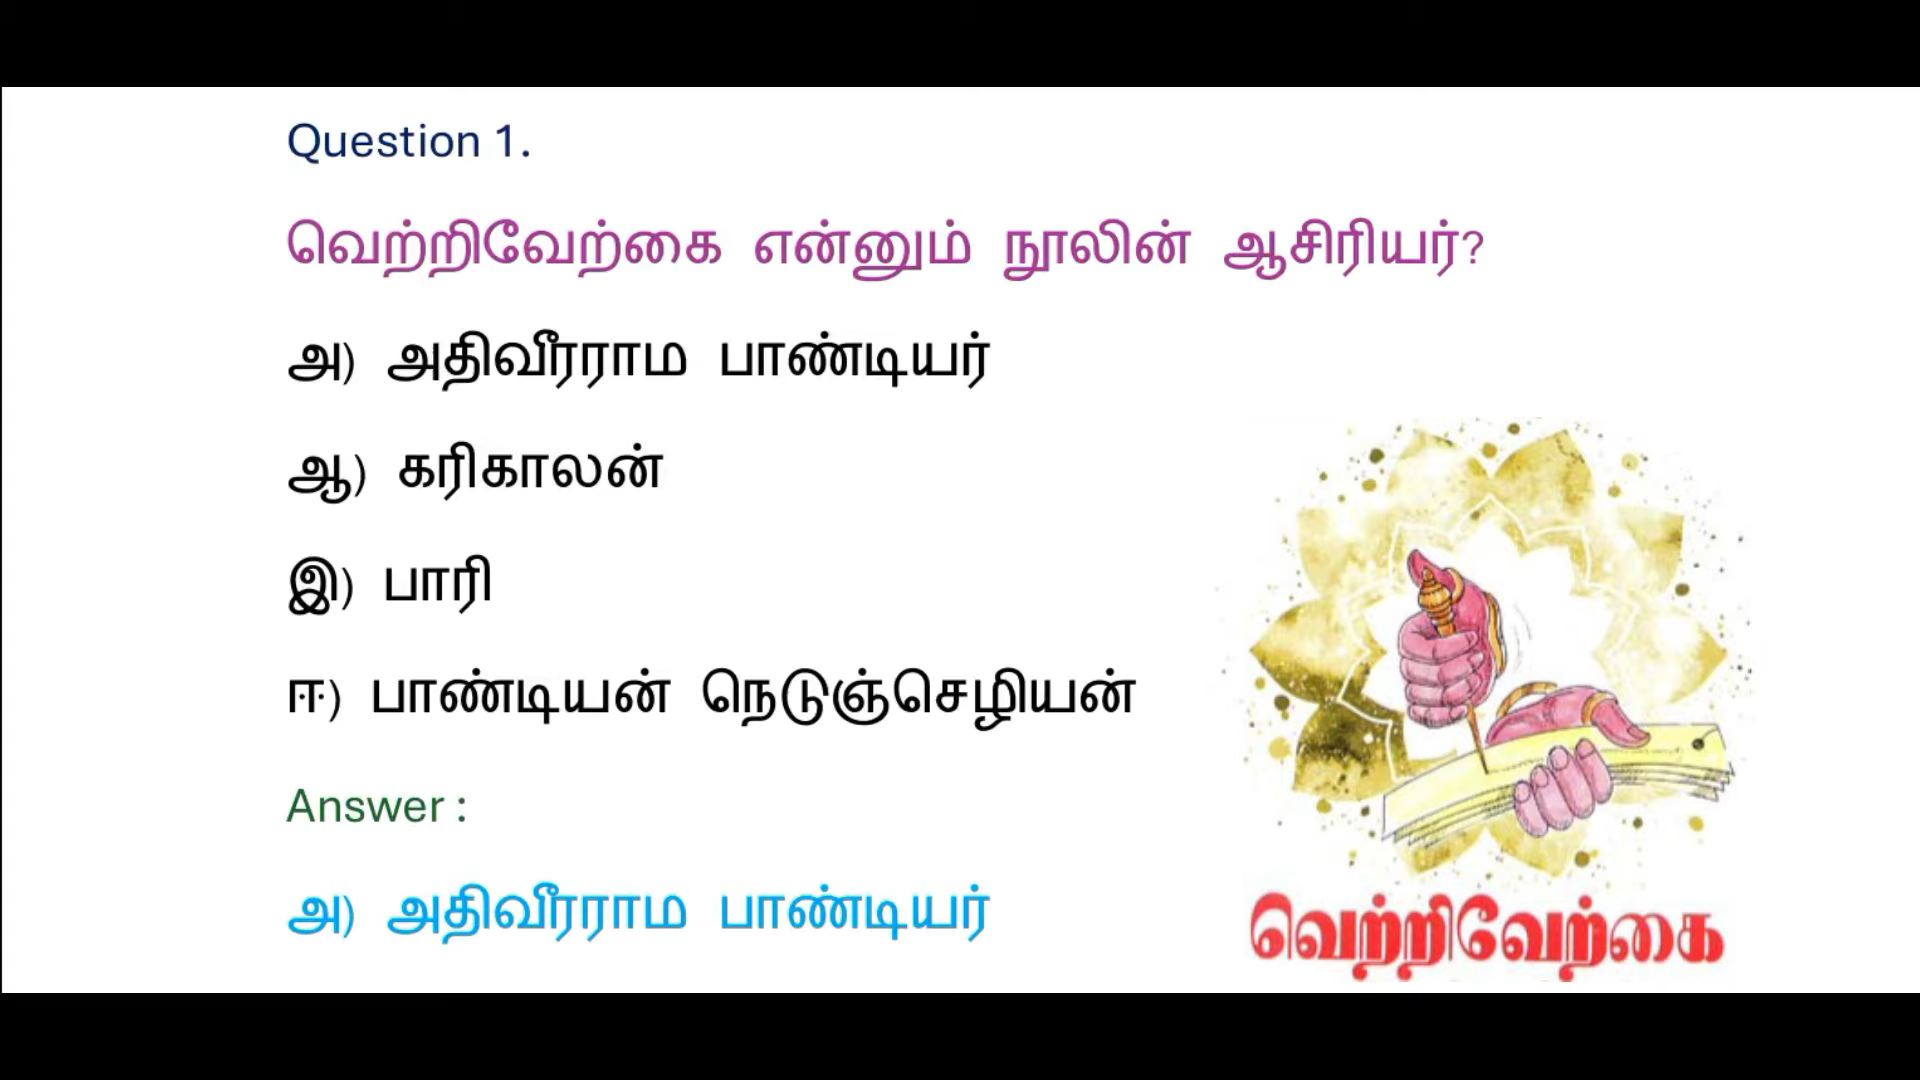 Question 1.
வெற்றிவேற்கை என்னும் நூலின் ஆசிரியர்?
அ) அதிவீரராம பாண்டியர்
ஆ) கரிகாலன்
இ) பாரி
ஈ) பாண்டியன் நெடுஞ்செழியன்
Answer :
அ) அதிவீரராம பாண்டியர்
வெற்றிவேற்கை